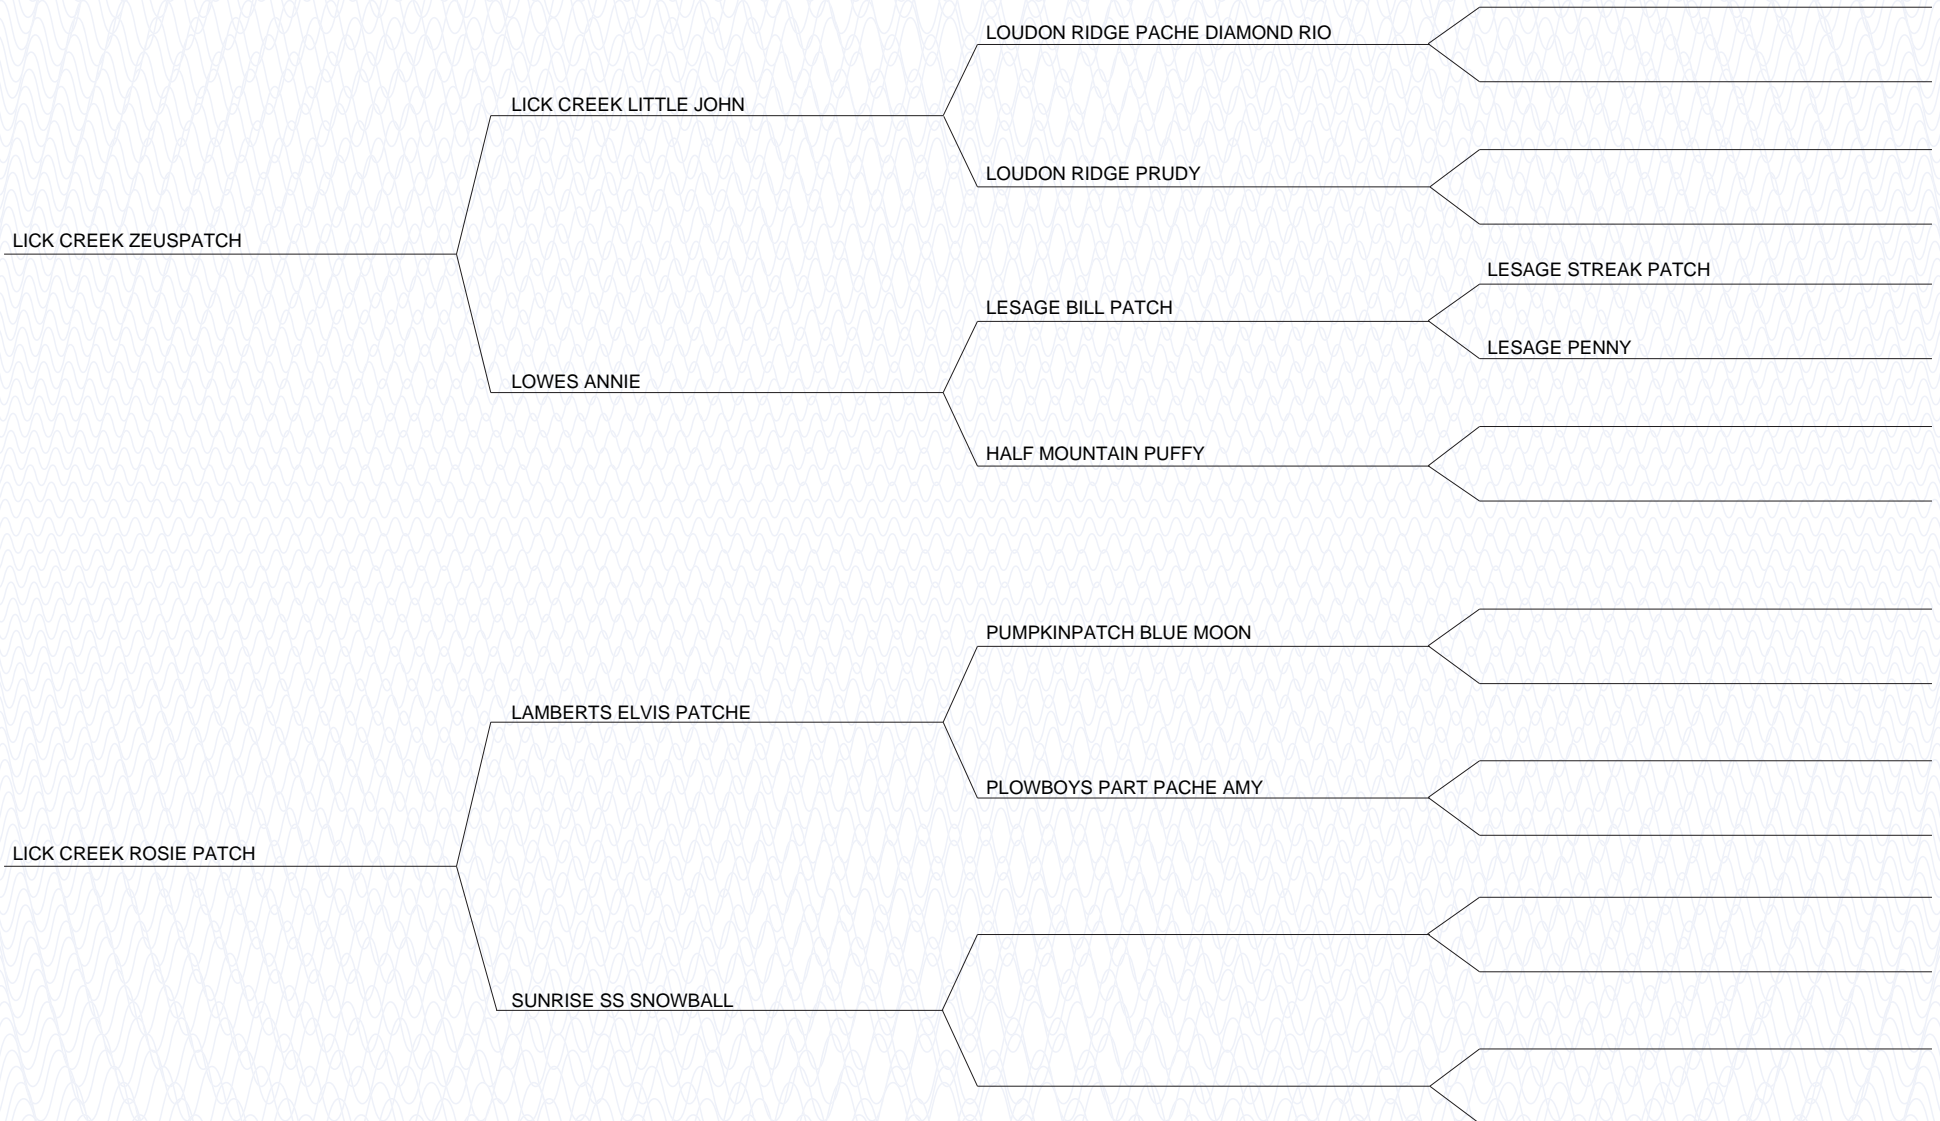 LOUDON RIDGE PACHE DIAMOND RIO
LICK CREEK LITTLE JOHN
LOUDON RIDGE PRUDY
LICK CREEK ZEUSPATCH
LESAGE STREAK PATCH
LESAGE BILL PATCH
LESAGE PENNY
LOWES ANNIE
HALF MOUNTAIN PUFFY
PUMPKINPATCH BLUE MOON
LAMBERTS ELVIS PATCHE
PLOWBOYS PART PACHE AMY
LICK CREEK ROSIE PATCH
SUNRISE SS SNOWBALL